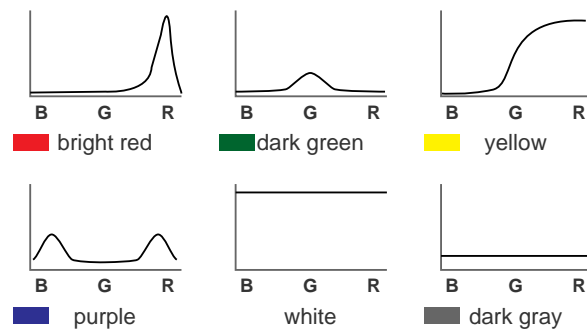 B G R B G R B G R
bright red dark green yellow
B G R B G R B G R
purple white dark gray